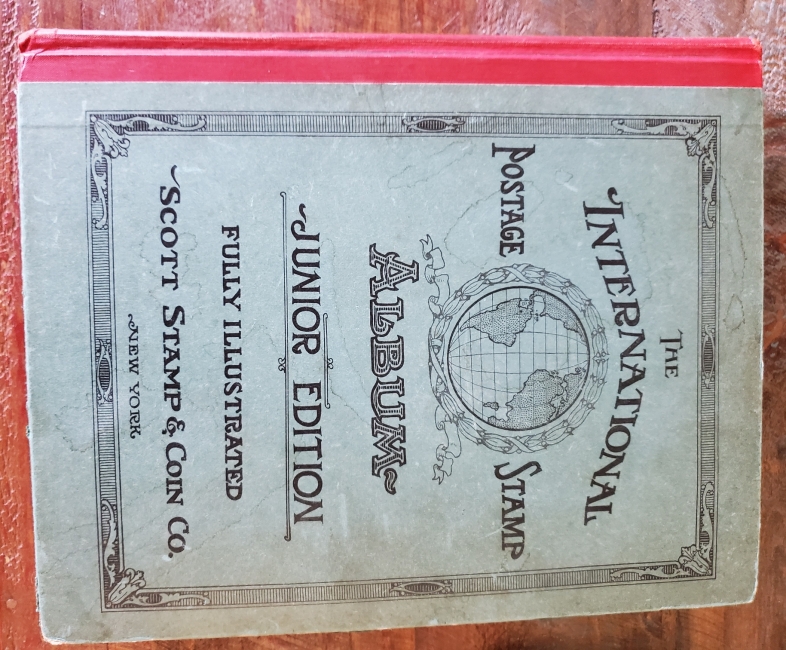 THE
INTERNATIONAL
POSTAGE STAMP
ALBUM
JUNIOR EDITION
FULLY ILLUSTRATED
SCOTT STAMP & COIN CO.
NEW YORK